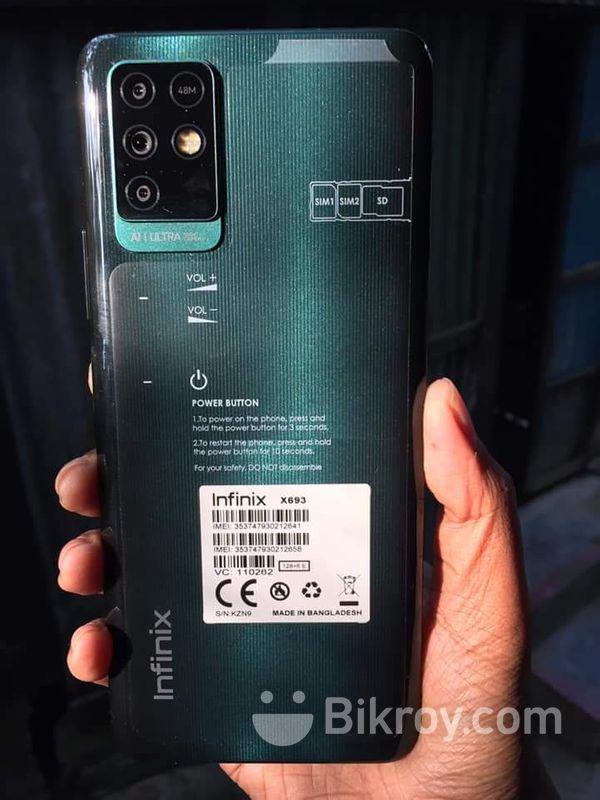 48M
AI | ULTRA
SIM1 SIM2 SD
VOL +
VOL −
POWER BUTTON
1.To power on the phone, press and
hold the power button for 3 seconds.
2.To restart the phone, press and hold
the power button for 10 seconds.
For your safety, DO NOT disassemble
Infinix X693
IMEI: 353747930212641
IMEI: 353747930212658
VC: 110262 128+6 E
CE
S/N:KZN9 MADE IN BANGLADESH
Infinix
Bikroy.com